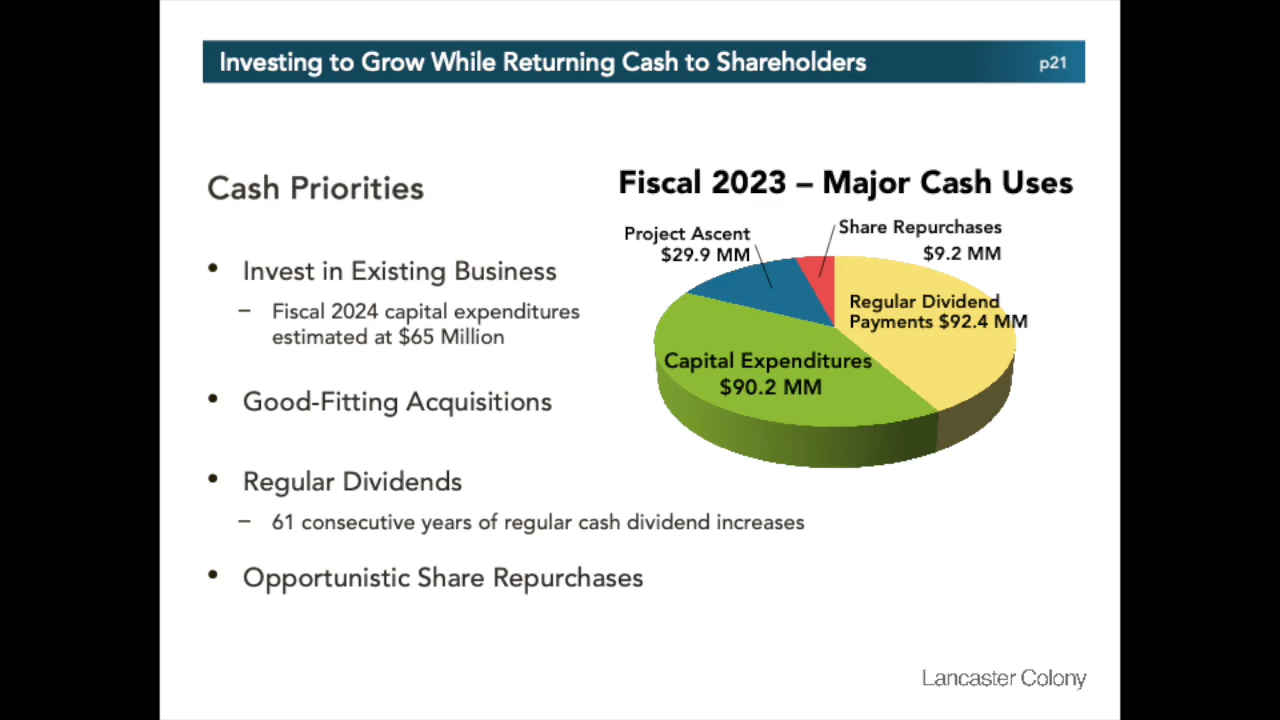 Investing to Grow While Returning Cash to Shareholders
p21
Cash Priorities
• Invest in Existing Business
– Fiscal 2024 capital expenditures
estimated at $65 Million
• Good-Fitting Acquisitions
• Regular Dividends
– 61 consecutive years of regular cash dividend increases
• Opportunistic Share Repurchases
Fiscal 2023 – Major Cash Uses
Project Ascent
$29.9 MM
Share Repurchases
$9.2 MM
Regular Dividend
Payments $92.4 MM
Capital Expenditures
$90.2 MM
Lancaster Colony